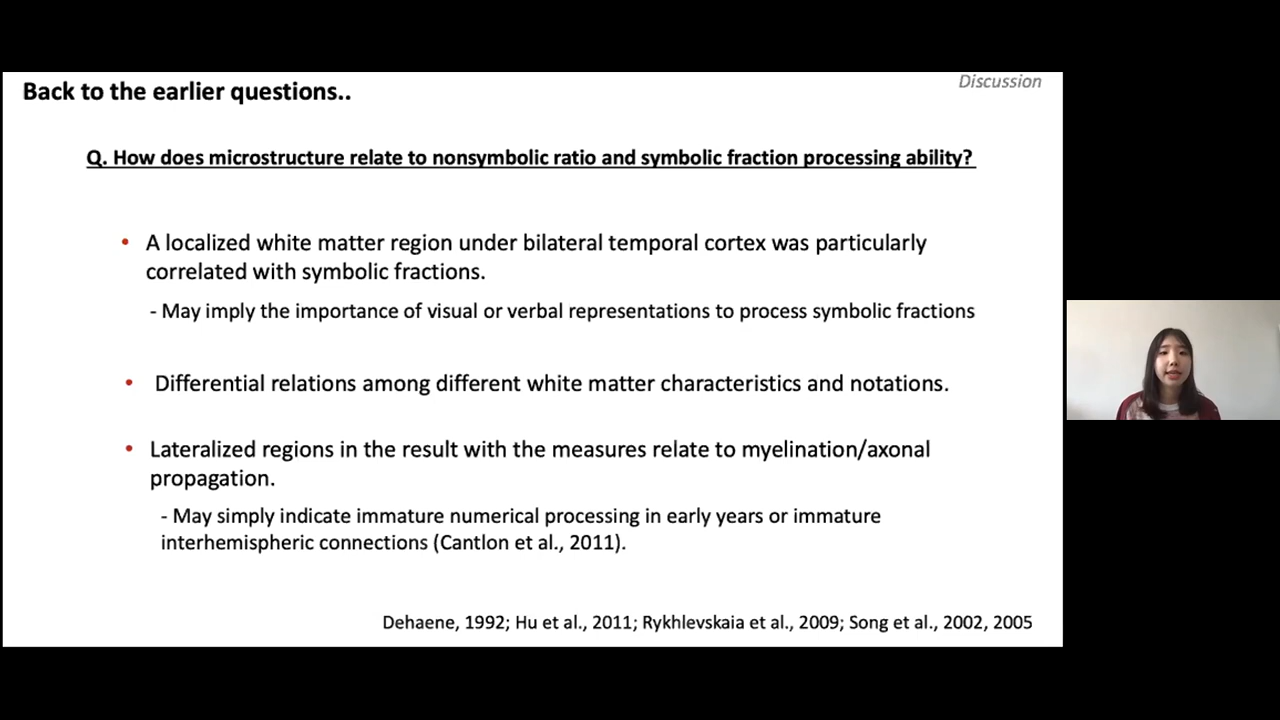 Discussion
Back to the earlier questions..
Q. How does microstructure relate to nonsymbolic ratio and symbolic fraction processing ability?
• A localized white matter region under bilateral temporal cortex was particularly
correlated with symbolic fractions.
- May imply the importance of visual or verbal representations to process symbolic fractions
• Differential relations among different white matter characteristics and notations.
• Lateralized regions in the result with the measures relate to myelination/axonal
propagation.
- May simply indicate immature numerical processing in early years or immature
interhemispheric connections (Cantlon et al., 2011).
Dehaene, 1992; Hu et al., 2011; Rykhlevskaia et al., 2009; Song et al., 2002, 2005